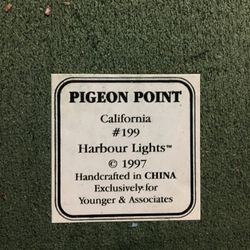 PIGEON POINT
California
#199
Harbour Lights™
© 1997
Handcrafted in CHINA
Exclusively for
Younger & Associates